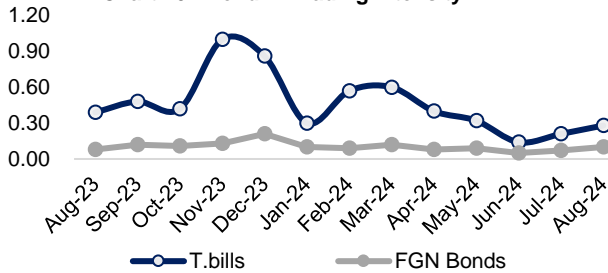 1.20
0.90
0.60
0.30
0.00
Aug-23 Sep-23 Oct-23 Nov-23 Dec-23 Jan-24 Feb-24 Mar-24 Apr-24 May-24 Jun-24 Jul-24 Aug-24
T.bills FGN Bonds